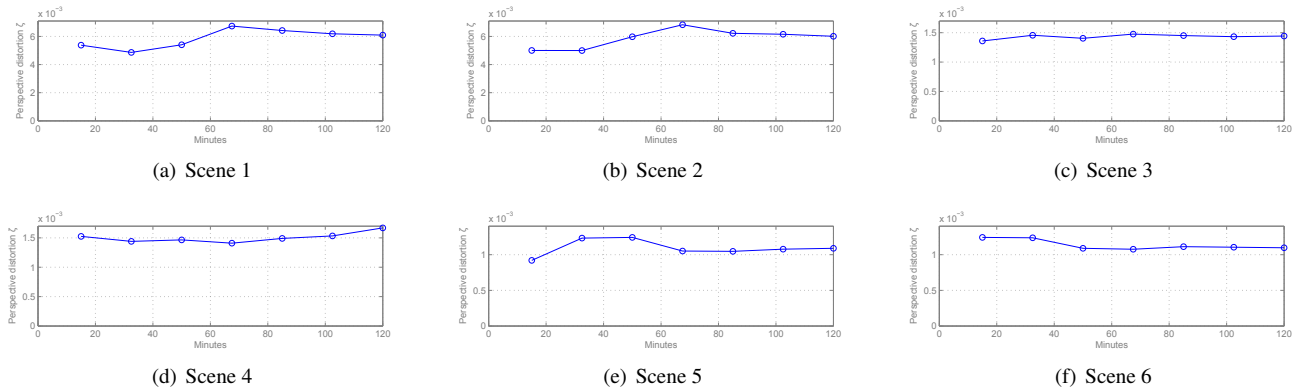 x 10⁻³
Perspective distortion ζ
6
4
2
0
0 20 40 60 80 100 120
Minutes
(a) Scene 1
x 10⁻³
Perspective distortion ζ
6
4
2
0
0 20 40 60 80 100 120
Minutes
(b) Scene 2
x 10⁻³
Perspective distortion ζ
1.5
1
0.5
0
0 20 40 60 80 100 120
Minutes
(c) Scene 3
x 10⁻³
Perspective distortion ζ
1.5
1
0.5
0
0 20 40 60 80 100 120
Minutes
(d) Scene 4
x 10⁻³
Perspective distortion ζ
1
0.5
0
0 20 40 60 80 100 120
Minutes
(e) Scene 5
x 10⁻³
Perspective distortion ζ
1
0.5
0
0 20 40 60 80 100 120
Minutes
(f) Scene 6